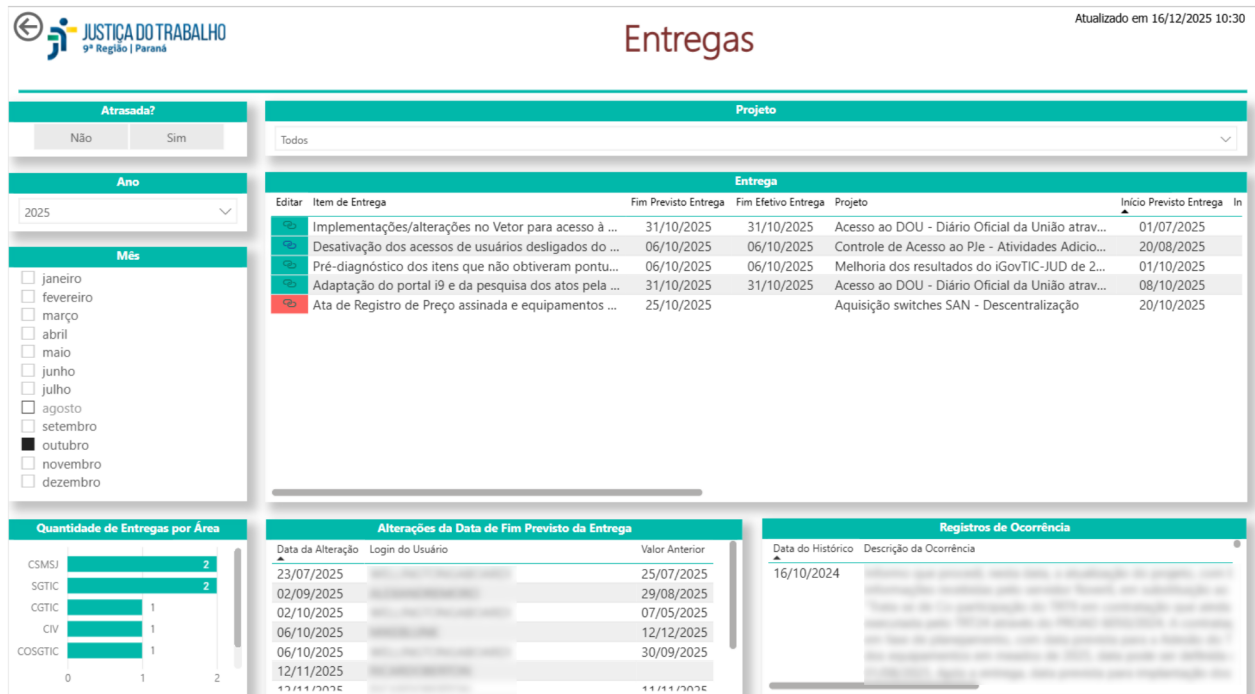 JUSTIÇA DO TRABALHO
9ª Região | Paraná
Entregas
Atualizado em 16/12/2025 10:30
Atrasada?
Não Sim
Projeto
Todos
Ano
2025
Mês
janeiro
fevereiro
março
abril
maio
junho
julho
agosto
setembro
outubro
novembro
dezembro
Entrega
Editar Item de Entrega Fim Previsto Entrega Fim Efetivo Entrega Projeto Início Previsto Entrega In
Implementações/alterações no Vetor para acesso à ... 31/10/2025 31/10/2025 Acesso ao DOU - Diário Oficial da União atrav... 01/07/2025
Desativação dos acessos de usuários desligados do ... 06/10/2025 06/10/2025 Controle de Acesso ao PJe - Atividades Adicio... 20/08/2025
Pré-diagnóstico dos itens que não obtiveram pontu... 06/10/2025 06/10/2025 Melhoria dos resultados do iGovTIC-JUD de 2... 01/10/2025
Adaptação do portal i9 e da pesquisa dos atos pela ... 31/10/2025 31/10/2025 Acesso ao DOU - Diário Oficial da União atrav... 08/10/2025
Ata de Registro de Preço assinada e equipamentos ... 25/10/2025 Aquisição switches SAN - Descentralização 20/10/2025
Quantidade de Entregas por Área
CSMSJ 2
SGTIC 2
CGTIC 1
CIV 1
COSGTIC 1
0 1 2
Alterações da Data de Fim Previsto da Entrega
Data da Alteração Login do Usuário Valor Anterior
23/07/2025 25/07/2025
02/09/2025 29/08/2025
02/10/2025 07/05/2025
06/10/2025 12/12/2025
06/10/2025 30/09/2025
12/11/2025
12/11/2025 11/11/2025
Registros de Ocorrência
Data do Histórico Descrição da Ocorrência
16/10/2024